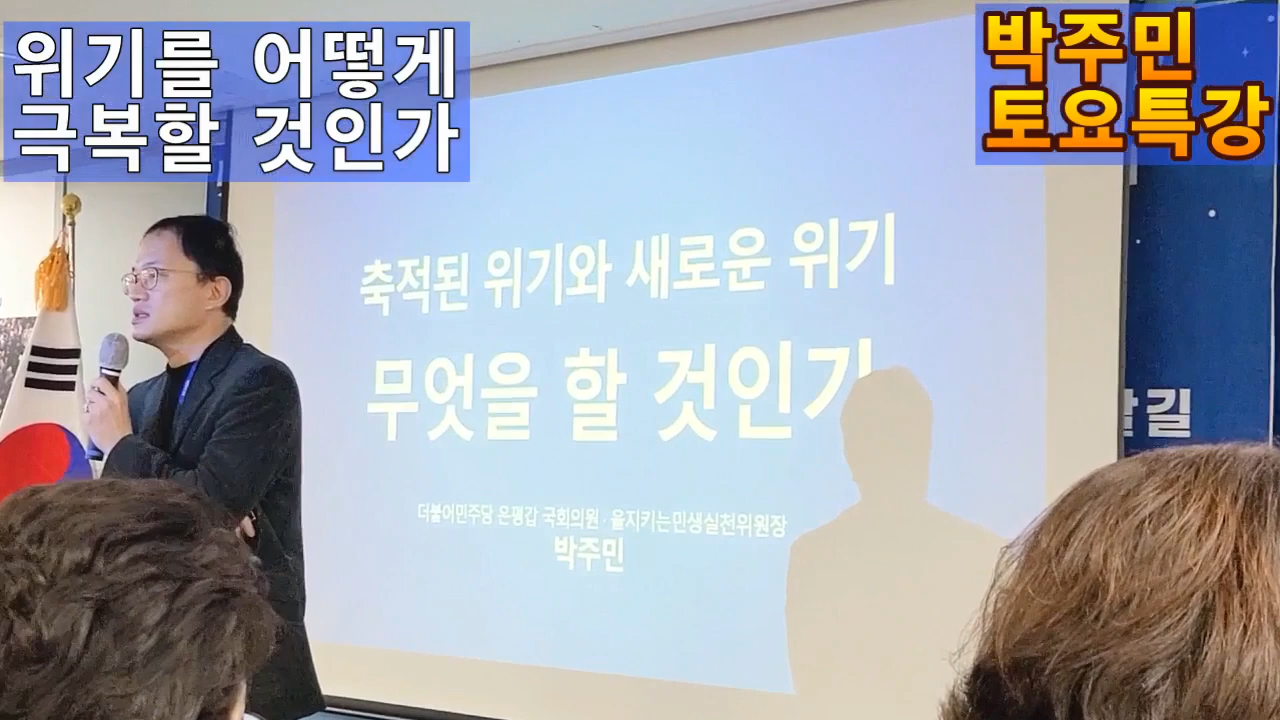 위기를 어떻게
극복할 것인가
박주민
토요특강
축적된 위기와 새로운 위기
무엇을 할 것인가
더불어민주당 은평갑 국회의원 · 을지키는민생실천위원장
박주민
길